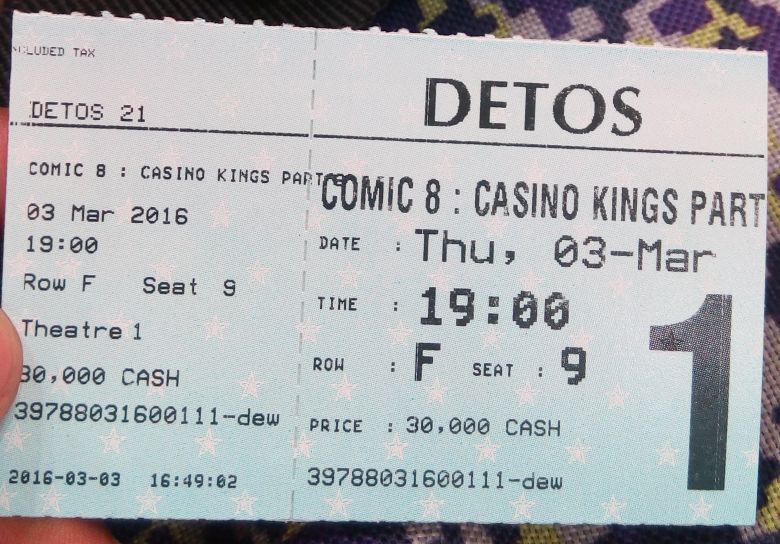 INCLUDED TAX
DETOS 21
COMIC 8 : CASINO KINGS PART
03 Mar 2016
19:00
Row F Seat 9
Theatre 1
30,000 CASH
39788031600111-dew
2016-03-03 16:49:02
DETOS
COMIC 8 : CASINO KINGS PART
DATE : Thu, 03-Mar
TIME : 19:00
ROW : F SEAT : 9
PRICE : 30,000 CASH
39788031600111-dew
1